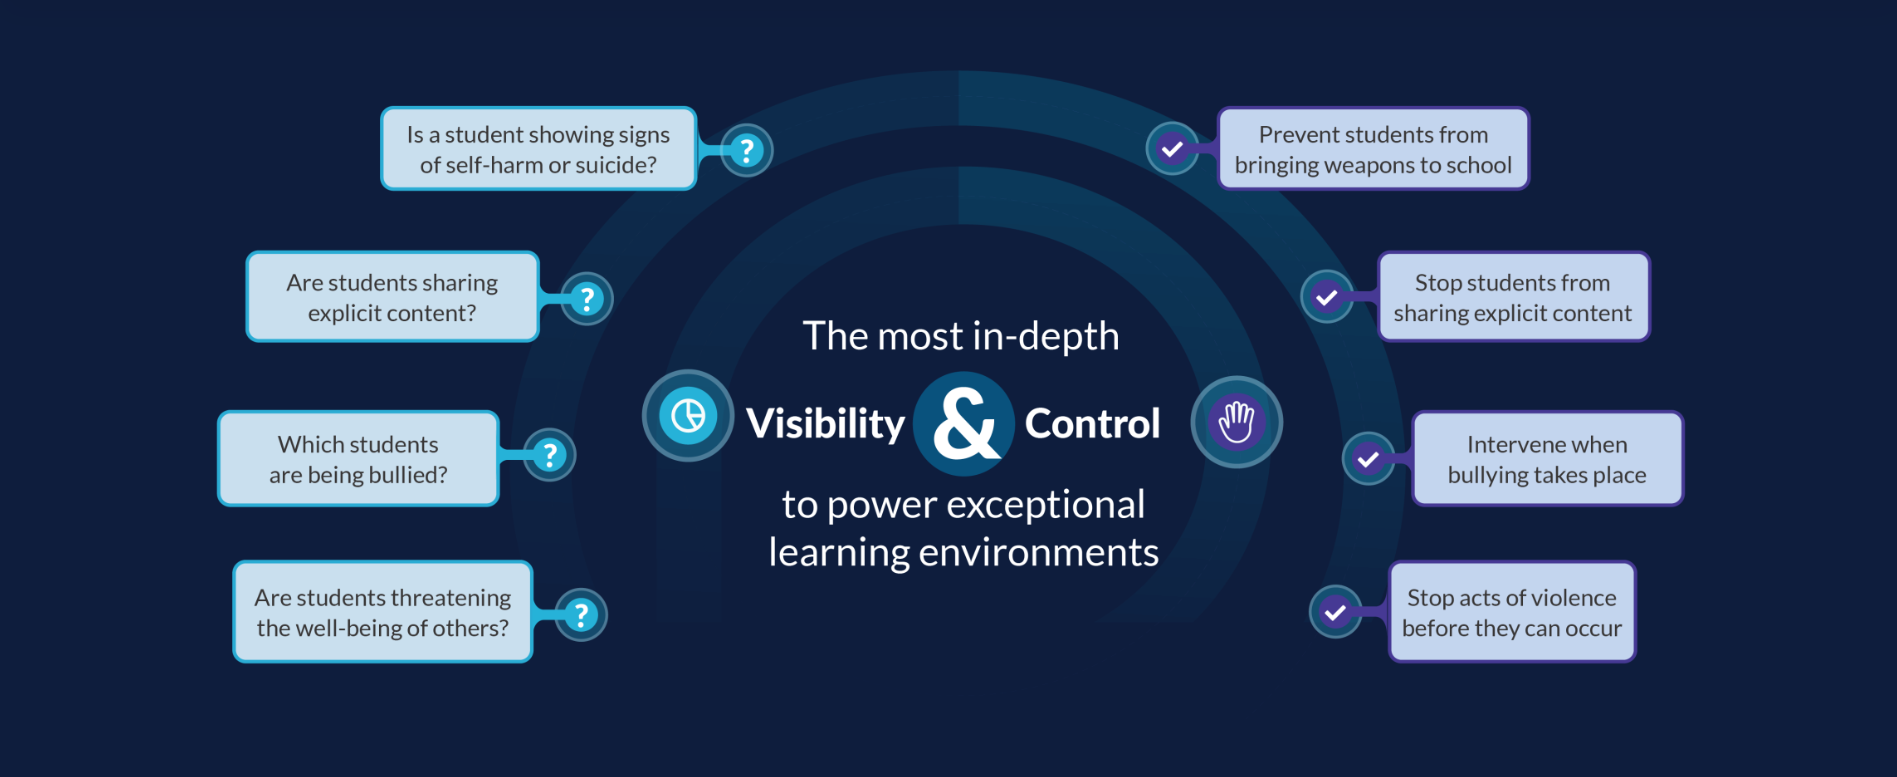 Is a student showing signs
of self-harm or suicide?
Are students sharing
explicit content?
Which students
are being bullied?
Are students threatening
the well-being of others?
The most in-depth
Visibility & Control
to power exceptional
learning environments
Prevent students from
bringing weapons to school
Stop students from
sharing explicit content
Intervene when
bullying takes place
Stop acts of violence
before they can occur